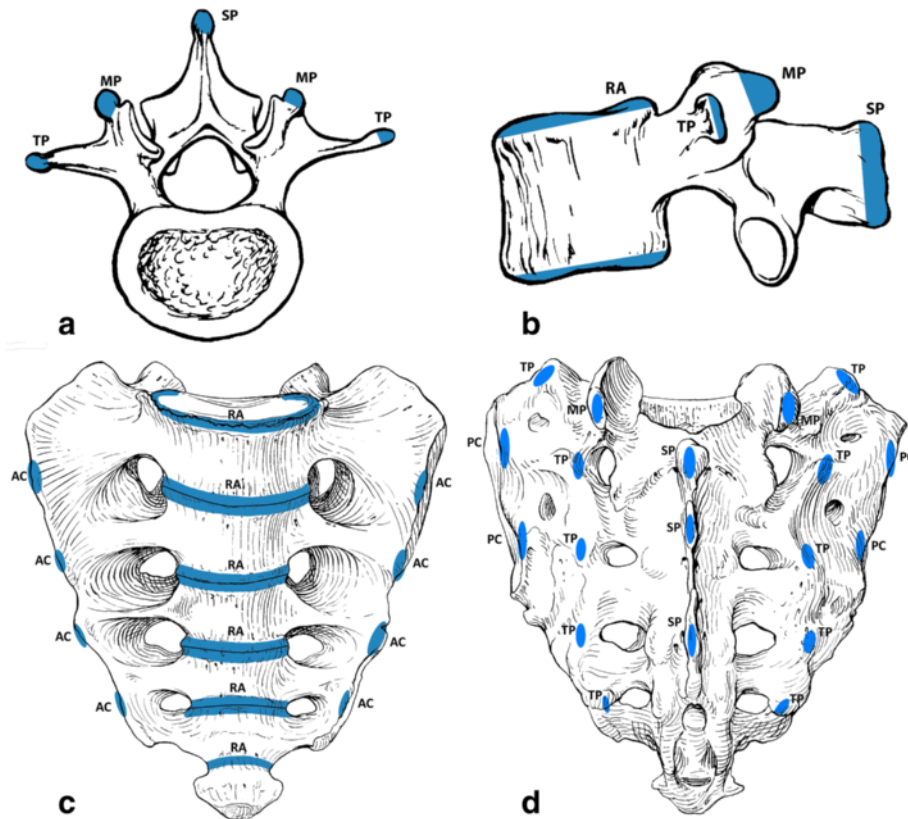 SP
MP MP
TP TP
a
RA MP
TP SP
b
RA
AC RA AC
AC RA AC
AC RA AC
AC RA AC
RA
c
TP TP
MP MP
PC SP PC
TP TP
SP
PC TP TP PC
SP
TP TP
TP TP
d